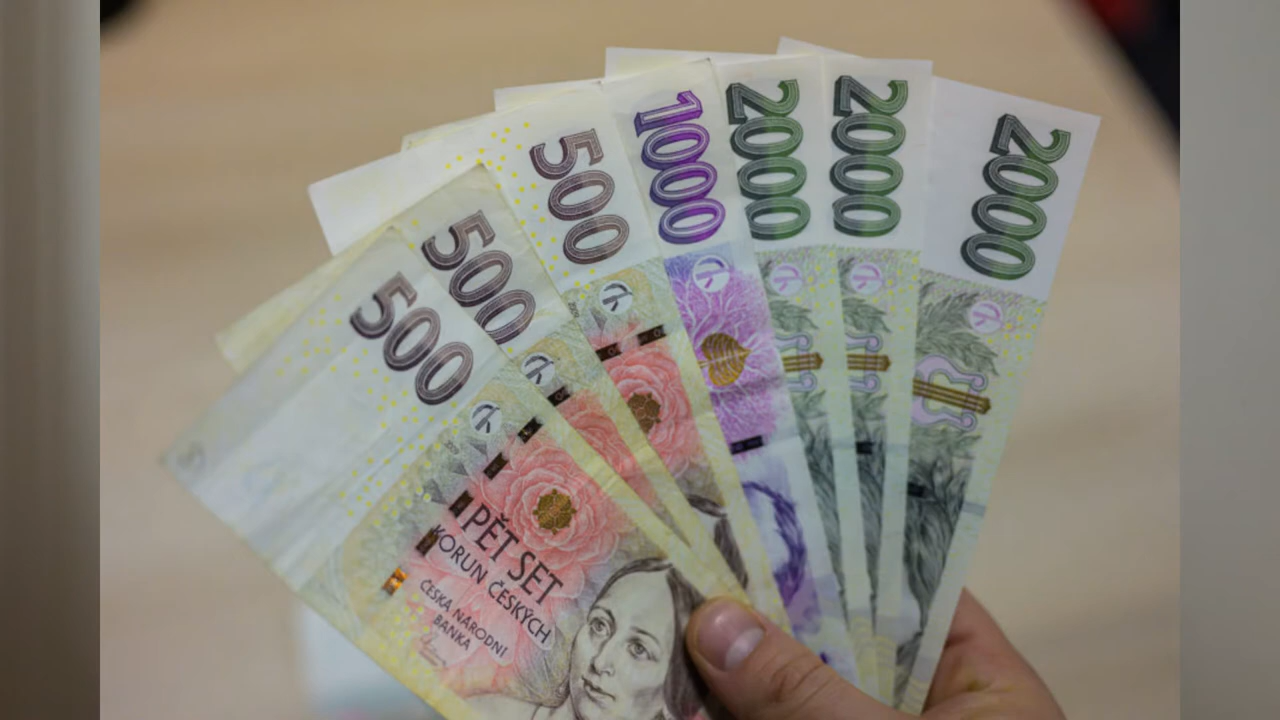 500
500
500
1000
2000
2000
2000
PĚT SET
KORUN ČESKÝCH
ČESKÁ NÁRODNÍ
BANKA